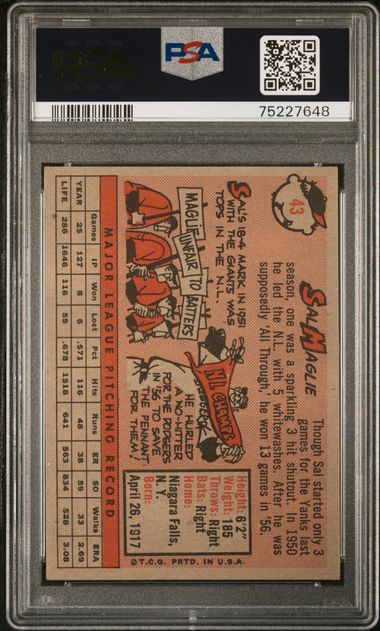 PSA
PSA
75227648
43
SAL MAGLIE
Though Sal started only 3
games for the Yanks last
season, one was a sparkling 3 hit shutout. In 1950
he led the N.L. with 5 whitewashes. After he was
supposedly 'All Through,' he won 13 games in '56.
SAL'S 18-4 MARK IN 1951
WITH THE GIANTS WAS
TOPS IN THE N.L.
MAGLIE UNFAIR TO BATTERS
N.L. CHAMPS
HE HURLED
A NO-HITTER
FOR THE DODGERS
IN '56 TO SAVE
THE PENNANT
FOR THEM!
Height: 6'2"
Weight: 185
Throws: Right
Bats: Right
Home:
Niagara Falls,
N. Y.
Born:
April 26, 1917
MAJOR LEAGUE PITCHING RECORD
Games IP Won Lost Pct Hits Runs ER SO Walks ERA
YEAR 25 127 8 6 .571 116 48 38 59 33 2.69
LIFE 286 1646 116 55 .678 1518 641 563 834 528 3.08
©T.C.G. PRTD. IN U.S.A.